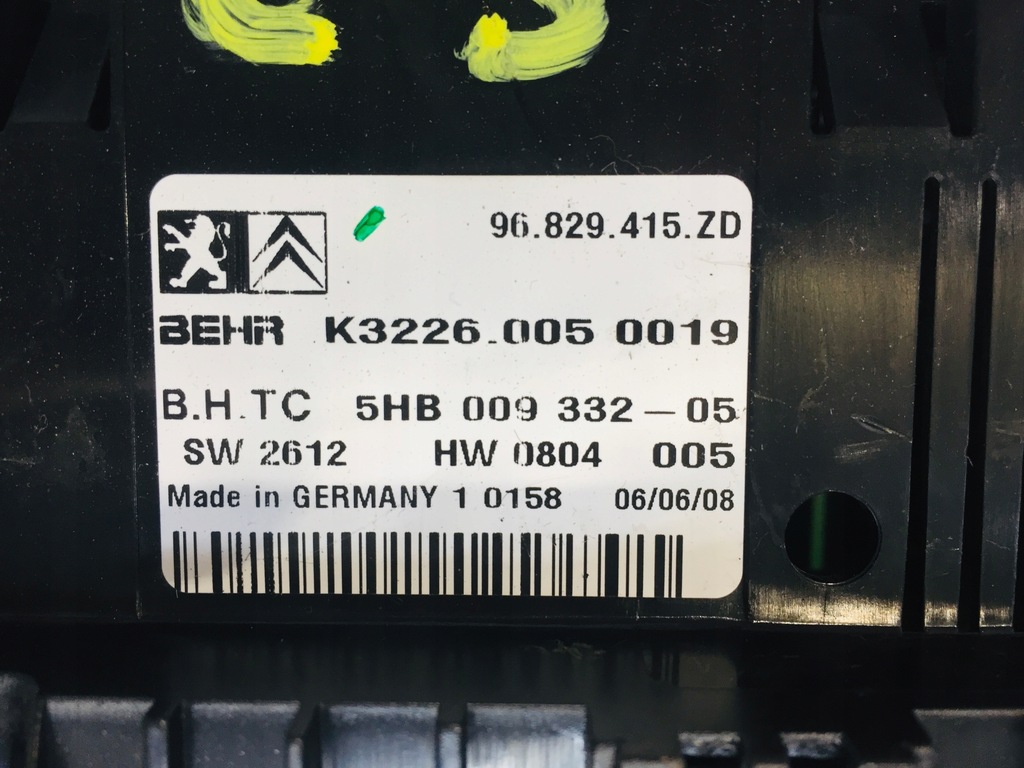 96.829.415.ZD
BEHR K3226.005 0019
B.H.TC 5HB 009 332-05
SW 2612 HW 0804 005
Made in GERMANY 1 0158 06/06/08